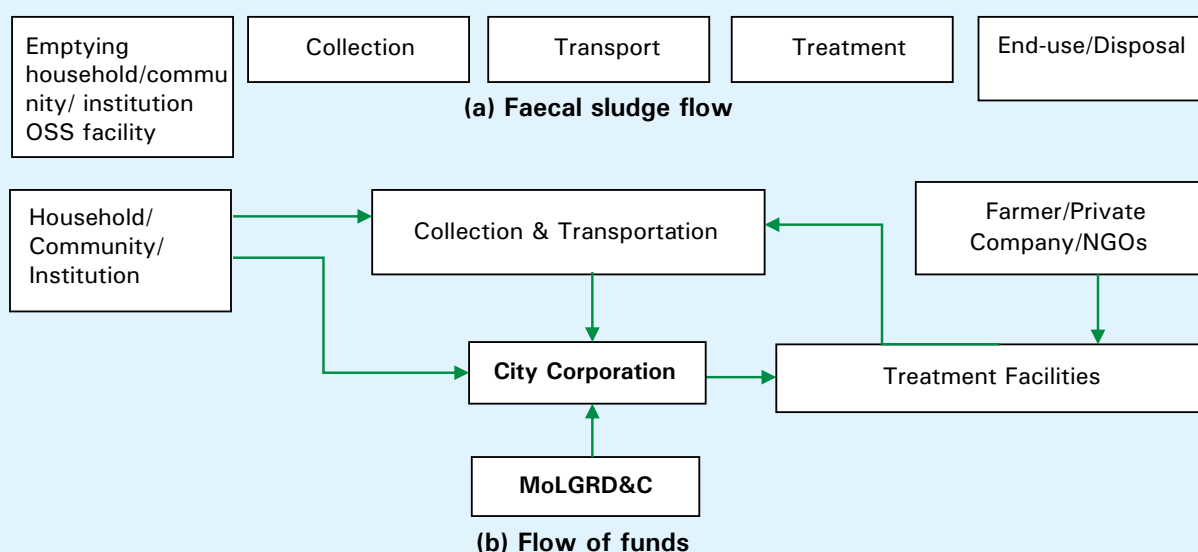 Emptying
household/commu
nity/ institution
OSS facility
Collection
Transport
Treatment
End-use/Disposal
(a) Faecal sludge flow
Household/
Community/
Institution
Collection & Transportation
Farmer/Private
Company/NGOs
City Corporation
Treatment Facilities
MoLGRD&C
(b) Flow of funds